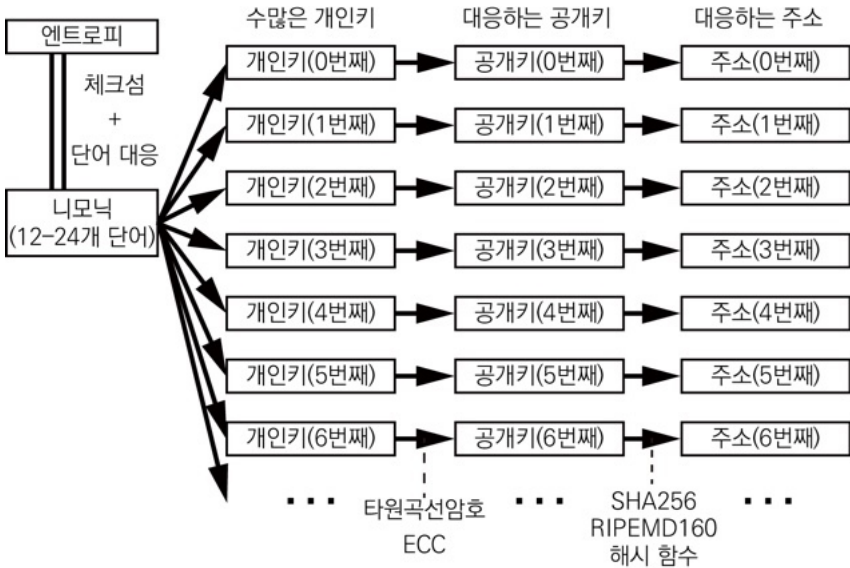 수많은 개인키
대응하는 공개키
대응하는 주소
엔트로피
체크섬
+
단어 대응
니모닉
(12-24개 단어)
개인키(0번째)
공개키(0번째)
주소(0번째)
개인키(1번째)
공개키(1번째)
주소(1번째)
개인키(2번째)
공개키(2번째)
주소(2번째)
개인키(3번째)
공개키(3번째)
주소(3번째)
개인키(4번째)
공개키(4번째)
주소(4번째)
개인키(5번째)
공개키(5번째)
주소(5번째)
개인키(6번째)
공개키(6번째)
주소(6번째)
...
타원곡선암호
ECC
...
SHA256
RIPEMD160
해시 함수
...